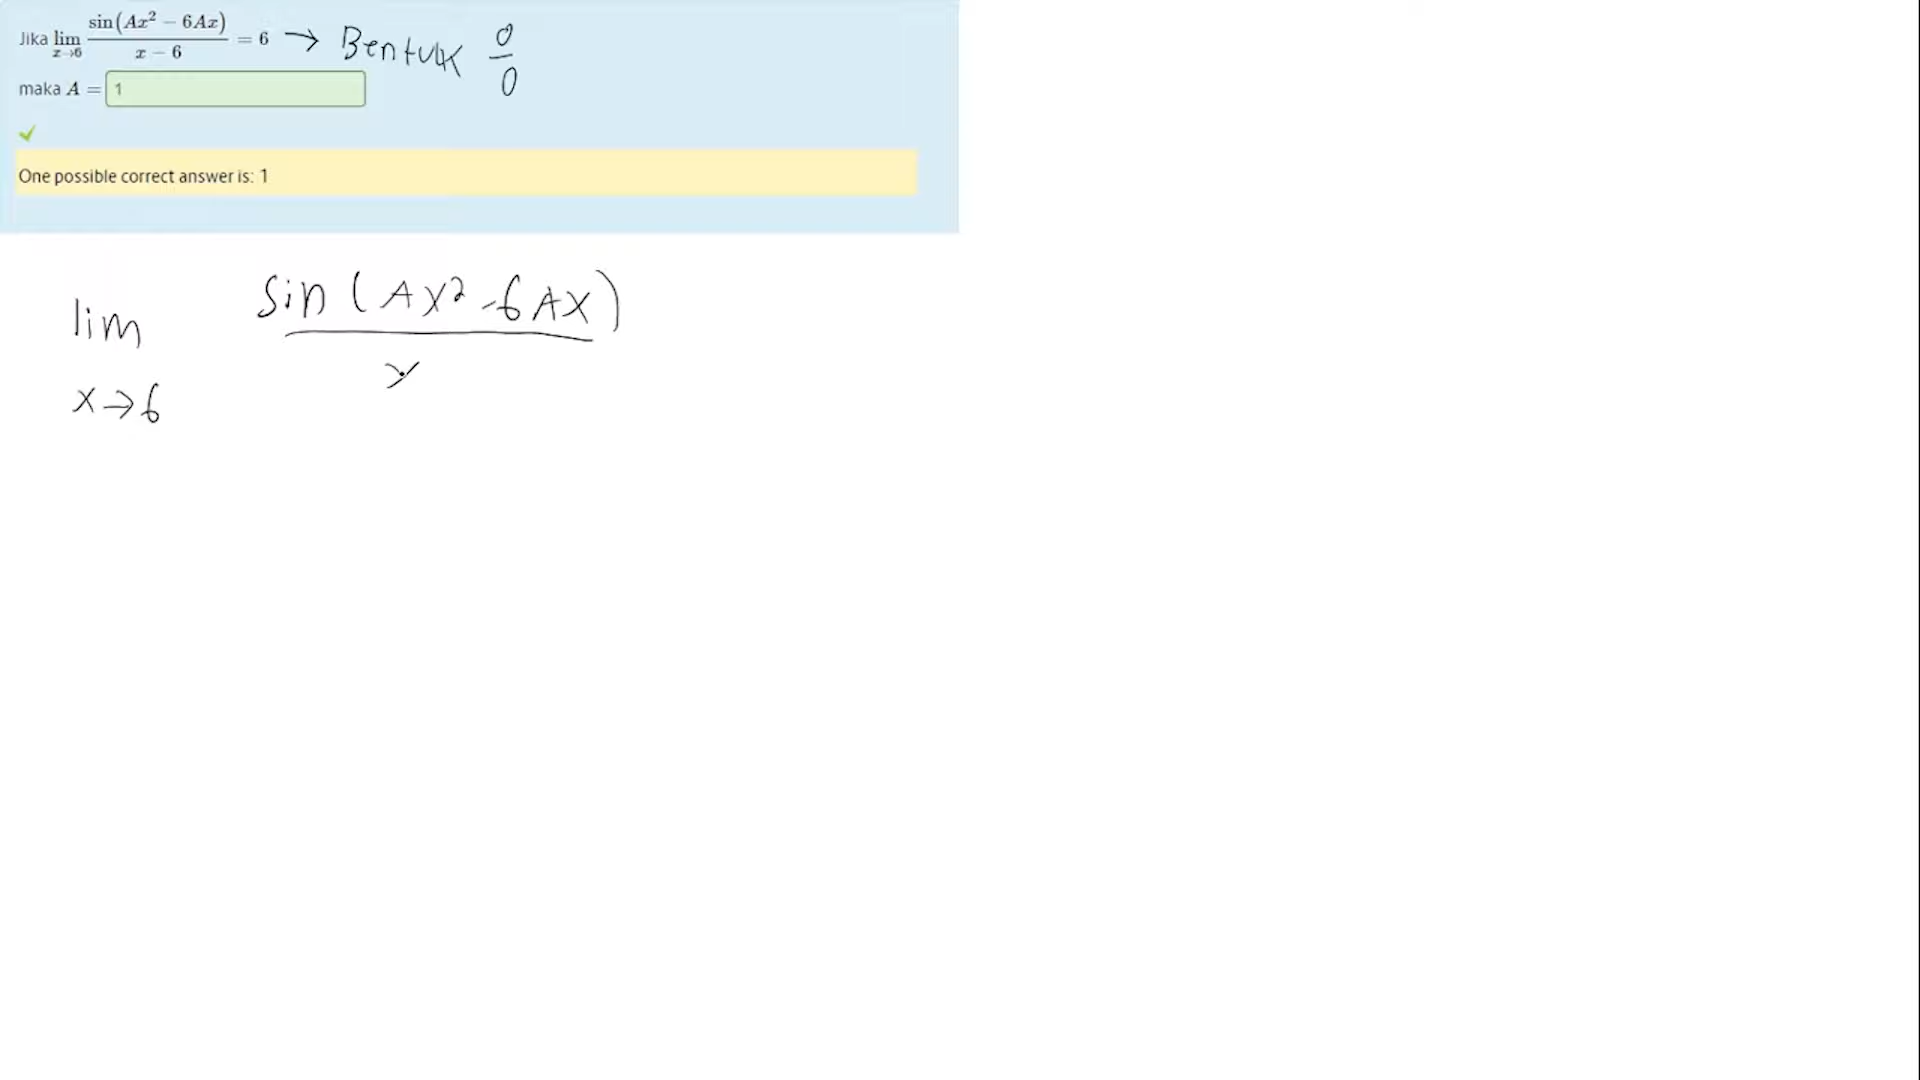 Jika lim x→6 sin(Ax² − 6Ax) / x − 6 = 6 → Bentuk 0/0
maka A = 1
One possible correct answer is: 1
lim x→6 sin(Ax² - 6Ax) / x